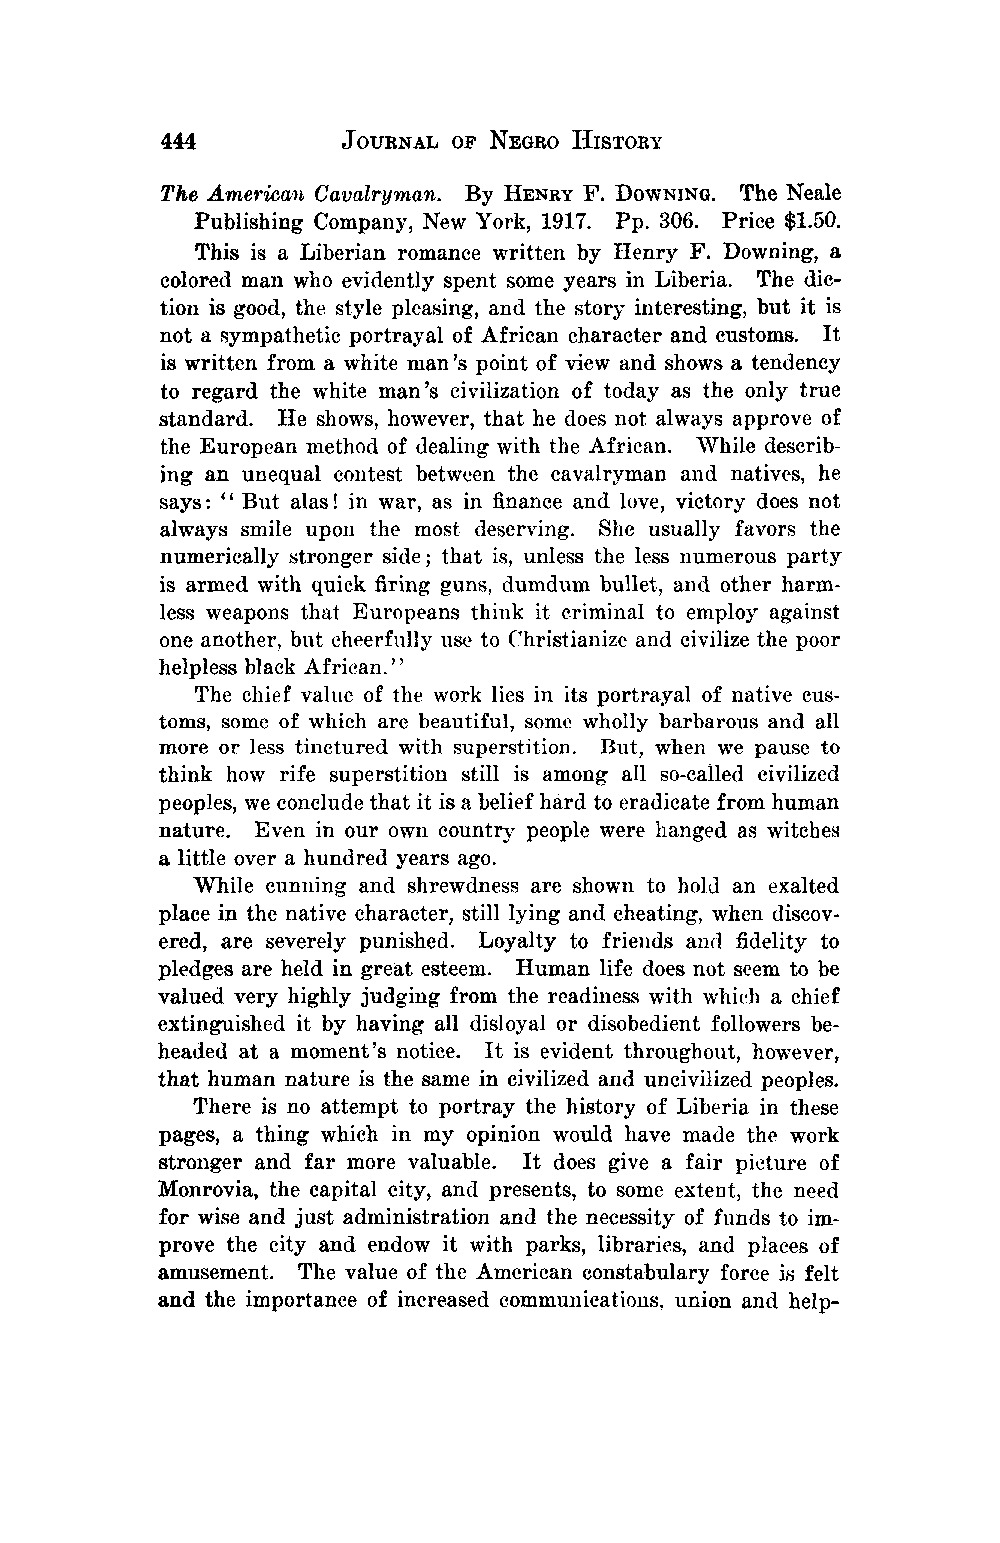 444 JOURNAL OF NEGRO HISTORY
The American Cavalryman. By HENRY F. DOWNING. The Neale
Publishing Company, New York, 1917. Pp. 306. Price $1.50.
This is a Liberian romance written by Henry F. Downing, a
colored man who evidently spent some years in Liberia. The dic-
tion is good, the style pleasing, and the story interesting, but it is
not a sympathetic portrayal of African character and customs. It
is written from a white man's point of view and shows a tendency
to regard the white man's civilization of today as the only true
standard. He shows, however, that he does not always approve of
the European method of dealing with the African. While describ-
ing an unequal contest between the cavalryman and natives, he
says: "But alas! in war, as in finance and love, victory does not
always smile upon the most deserving. She usually favors the
numerically stronger side; that is, unless the less numerous party
is armed with quick firing guns, dumdum bullet, and other harm-
less weapons that Europeans think it criminal to employ against
one another, but cheerfully use to Christianize and civilize the poor
helpless black African."
The chief value of the work lies in its portrayal of native cus-
toms, some of which are beautiful, some wholly barbarous and all
more or less tinctured with superstition. But, when we pause to
think how rife superstition still is among all so-called civilized
peoples, we conclude that it is a belief hard to eradicate from human
nature. Even in our own country people were hanged as witches
a little over a hundred years ago.
While cunning and shrewdness are shown to hold an exalted
place in the native character, still lying and cheating, when discov-
ered, are severely punished. Loyalty to friends and fidelity to
pledges are held in great esteem. Human life does not seem to be
valued very highly judging from the readiness with which a chief
extinguished it by having all disloyal or disobedient followers be-
headed at a moment's notice. It is evident throughout, however,
that human nature is the same in civilized and uncivilized peoples.
There is no attempt to portray the history of Liberia in these
pages, a thing which in my opinion would have made the work
stronger and far more valuable. It does give a fair picture of
Monrovia, the capital city, and presents, to some extent, the need
for wise and just administration and the necessity of funds to im-
prove the city and endow it with parks, libraries, and places of
amusement. The value of the American constabulary force is felt
and the importance of increased communications, union and help-